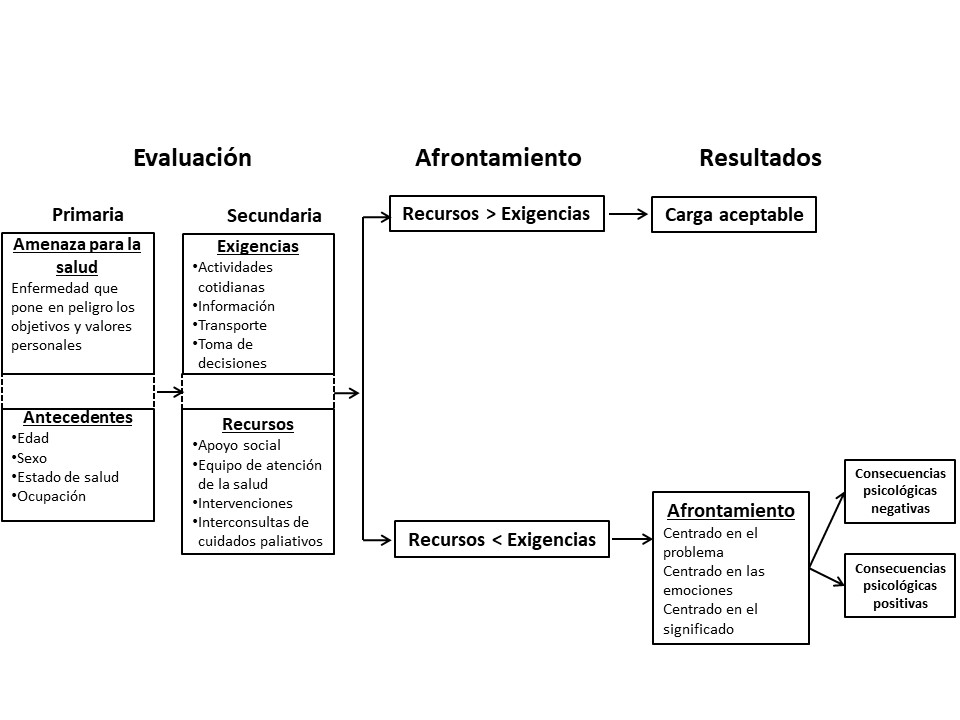 Evaluación
Afrontamiento
Resultados
Primaria
Secundaria
Amenaza para la
salud
Enfermedad que
pone en peligro los
objetivos y valores
personales
Antecedentes
•Edad
•Sexo
•Estado de salud
•Ocupación
Exigencias
•Actividades
cotidianas
•Información
•Transporte
•Toma de
decisiones
Recursos
•Apoyo social
•Equipo de atención
de la salud
•Intervenciones
•Interconsultas de
cuidados paliativos
Recursos > Exigencias
Carga aceptable
Recursos < Exigencias
Afrontamiento
Centrado en el
problema
Centrado en las
emociones
Centrado en el
significado
Consecuencias
psicológicas
negativas
Consecuencias
psicológicas
positivas